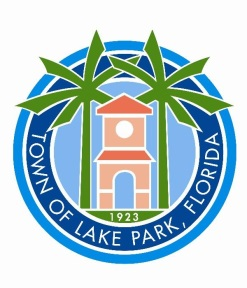 1923
TOWN OF LAKE PARK, FLORIDA